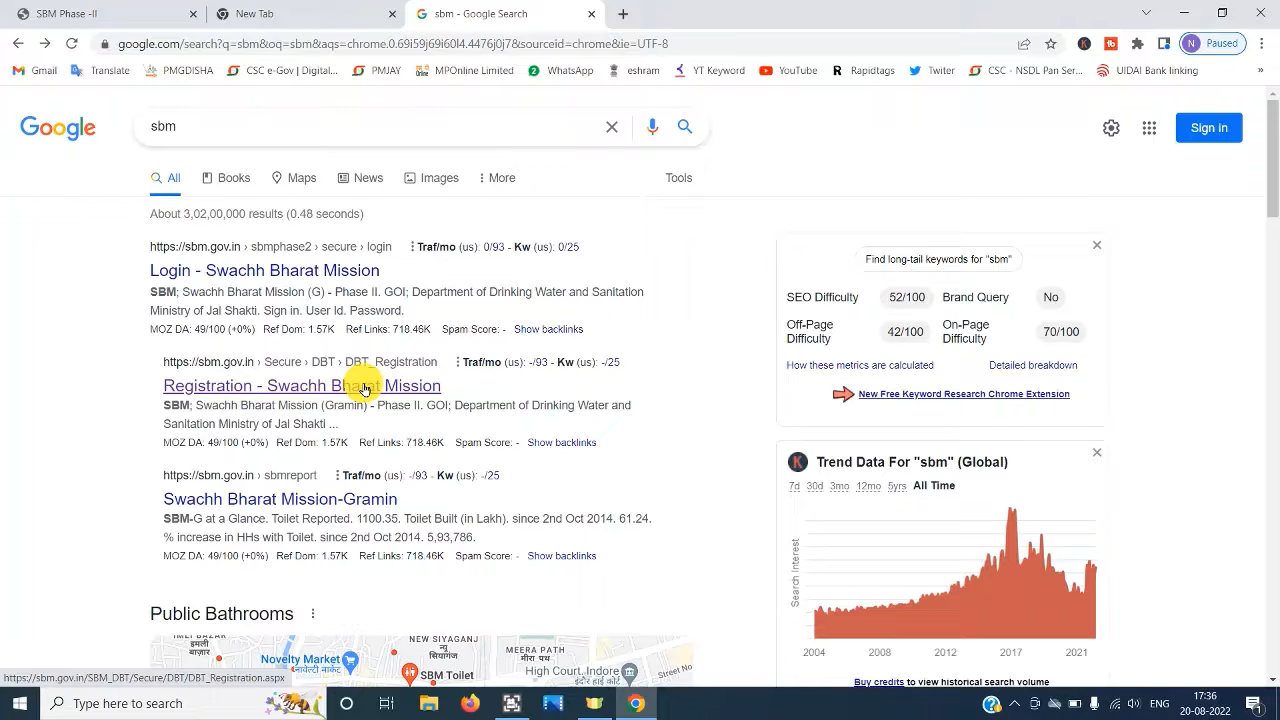 SBM Phase -II
New Tab
sbm - Google Search
google.com/search?q=sbm&oq=sbm&aqs=chrome.0.69i59j69i60l4.4476j0j7&sourceid=chrome&ie=UTF-8
N Paused
Gmail Translate PMGDISHA CSC e-Gov | Digital... PMJAY MPOnline Limited WhatsApp eshram YT Keyword YouTube Rapidtags Twiter CSC - NSDL Pan Ser... UIDAI Bank linking »
Google
sbm
Sign in
All Books Maps News Images More Tools
About 3,02,00,000 results (0.48 seconds)
https://sbm.gov.in › sbmphase2 › secure › login Traf/mo (us): 0/93 - Kw (us): 0/25
Login - Swachh Bharat Mission
SBM; Swachh Bharat Mission (G) - Phase II. GOI; Department of Drinking Water and Sanitation
Ministry of Jal Shakti. Sign in. User Id. Password.
MOZ DA: 49/100 (+0%) Ref Dom: 1.57K Ref Links: 718.46K Spam Score: - Show backlinks
https://sbm.gov.in › Secure › DBT › DBT_Registration Traf/mo (us): -/93 - Kw (us): -/25
Registration - Swachh Bharat Mission
SBM; Swachh Bharat Mission (Gramin) - Phase II. GOI; Department of Drinking Water and
Sanitation Ministry of Jal Shakti ...
MOZ DA: 49/100 (+0%) Ref Dom: 1.57K Ref Links: 718.46K Spam Score: - Show backlinks
https://sbm.gov.in › sbmreport Traf/mo (us): -/93 - Kw (us): -/25
Swachh Bharat Mission-Gramin
SBM-G at a Glance. Toilet Reported. 1100.35. Toilet Built (in Lakh). since 2nd Oct 2014. 61.24.
% increase in HHs with Toilet. since 2nd Oct 2014. 5,93,786.
MOZ DA: 49/100 (+0%) Ref Dom: 1.57K Ref Links: 718.46K Spam Score: - Show backlinks
Public Bathrooms
इमली
बाज़ार
Novelty Market
नावेल्टी मार्केट
NEW SIYAGANJ
न्यू
सियागंज
SBM Toilet
MEERA PATH
मीरा पथ
High Court,Indore
हाई कोर्ट, इंदौर
Street No
Find long-tail keywords for "sbm"
SEO Difficulty 52/100 Brand Query No
Off-Page
Difficulty 42/100 On-Page
Difficulty 70/100
How these metrics are calculated Detailed breakdown
New Free Keyword Research Chrome Extension
K Trend Data For "sbm" (Global)
7d 30d 3mo 12mo 5yrs All Time
Search Interest
2004 2008 2012 2017 2021
Buy credits to view historical search volume
https://sbm.gov.in/SBM_DBT/Secure/DBT/DBT_Registration.aspx
Type here to search
ENG
17:36
20-08-2022